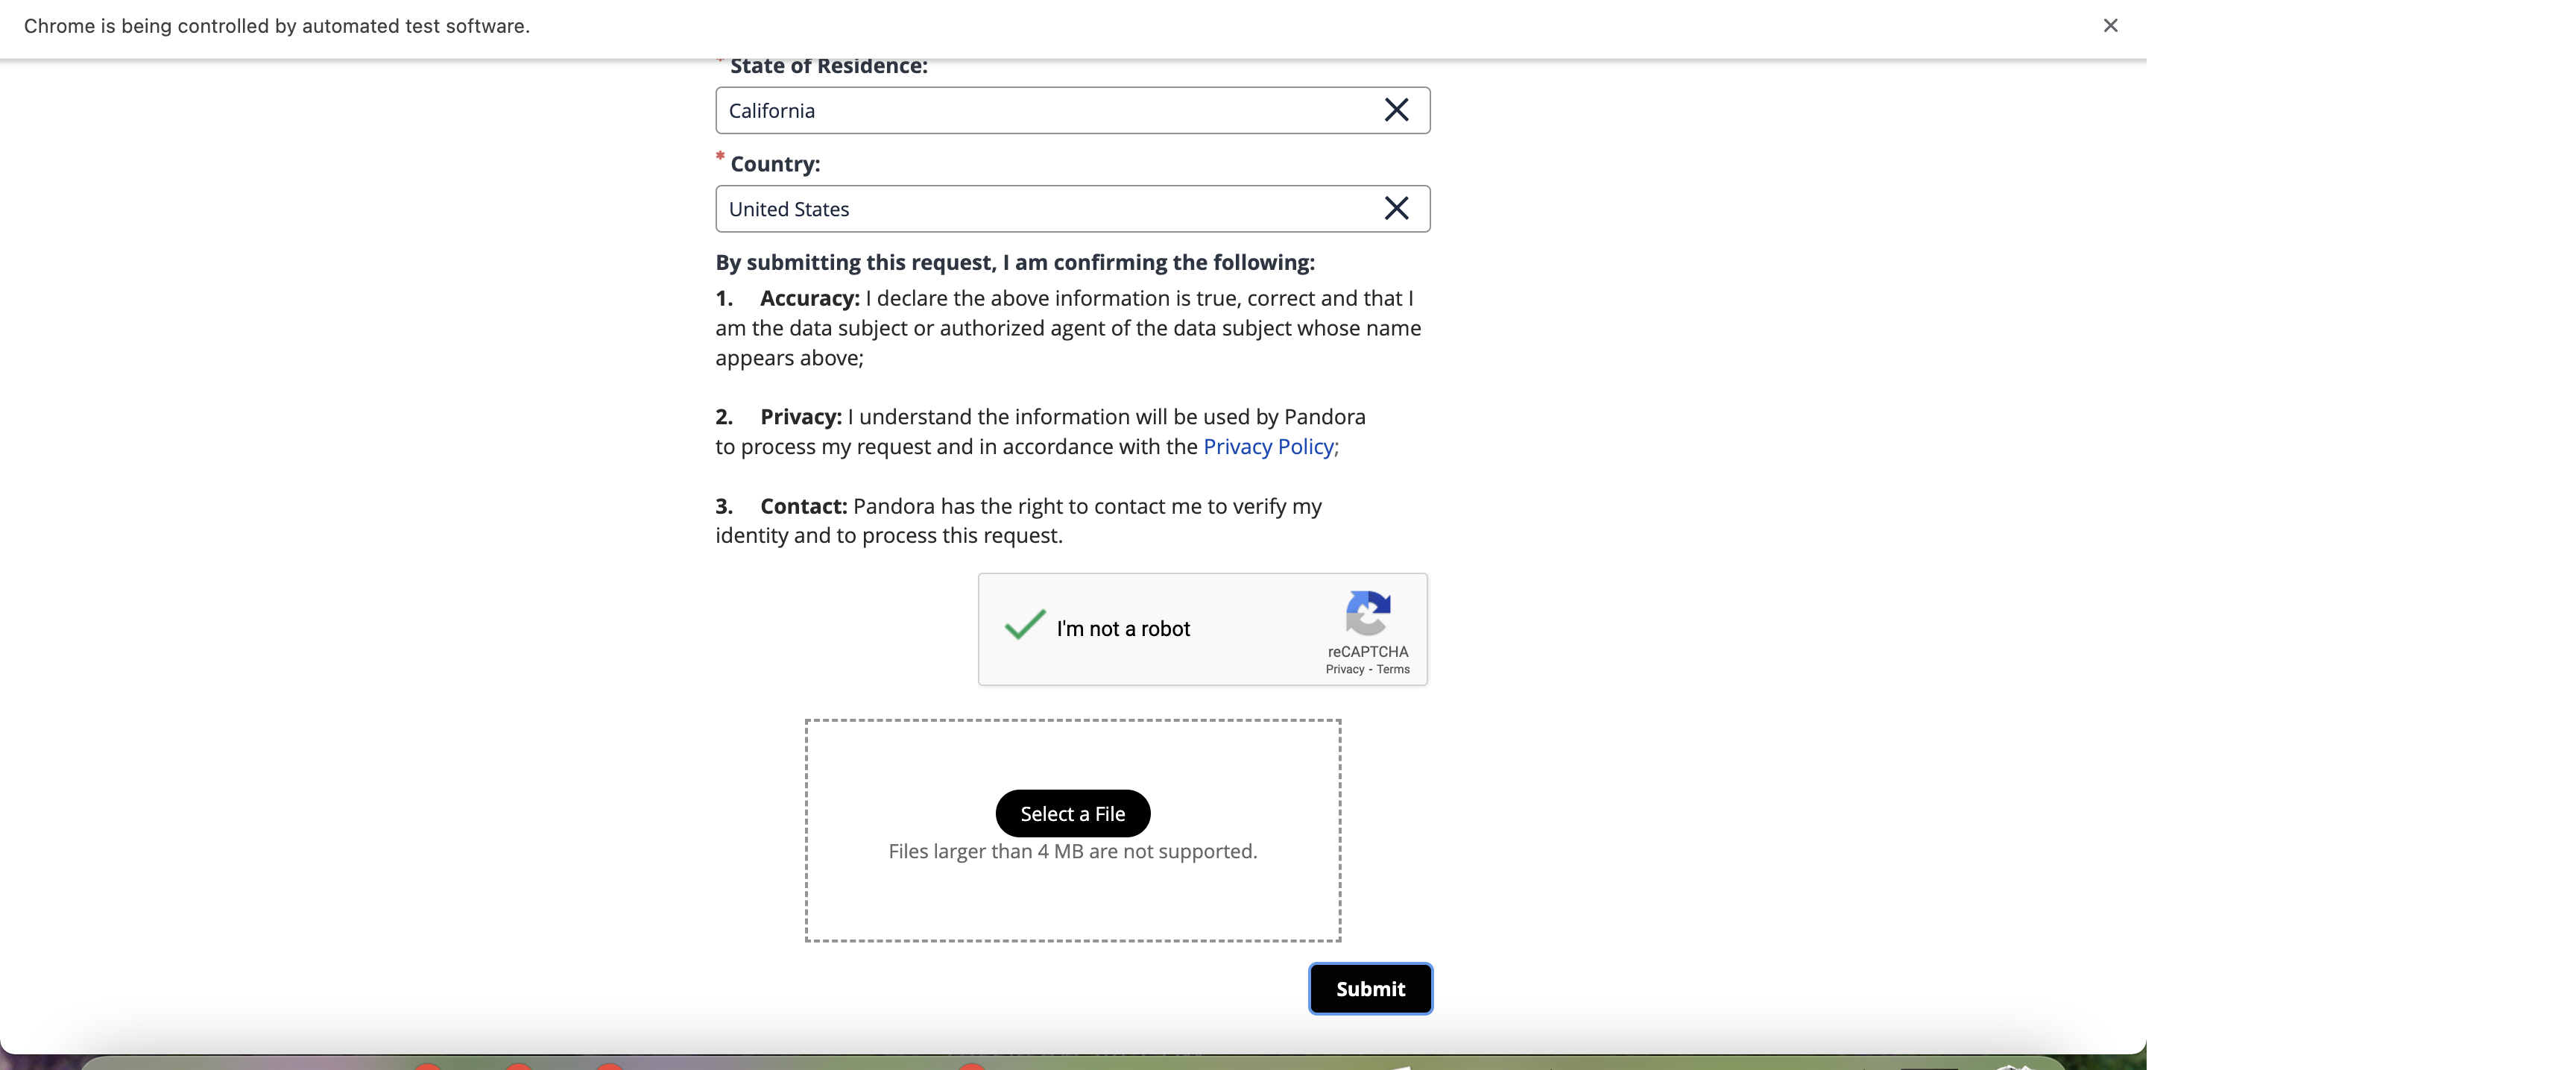 Chrome is being controlled by automated test software.
* State of Residence:
California
* Country:
United States
By submitting this request, I am confirming the following:
1. Accuracy: I declare the above information is true, correct and that I
am the data subject or authorized agent of the data subject whose name
appears above;
2. Privacy: I understand the information will be used by Pandora
to process my request and in accordance with the Privacy Policy;
3. Contact: Pandora has the right to contact me to verify my
identity and to process this request.
I'm not a robot
reCAPTCHA
Privacy - Terms
Select a File
Files larger than 4 MB are not supported.
Submit